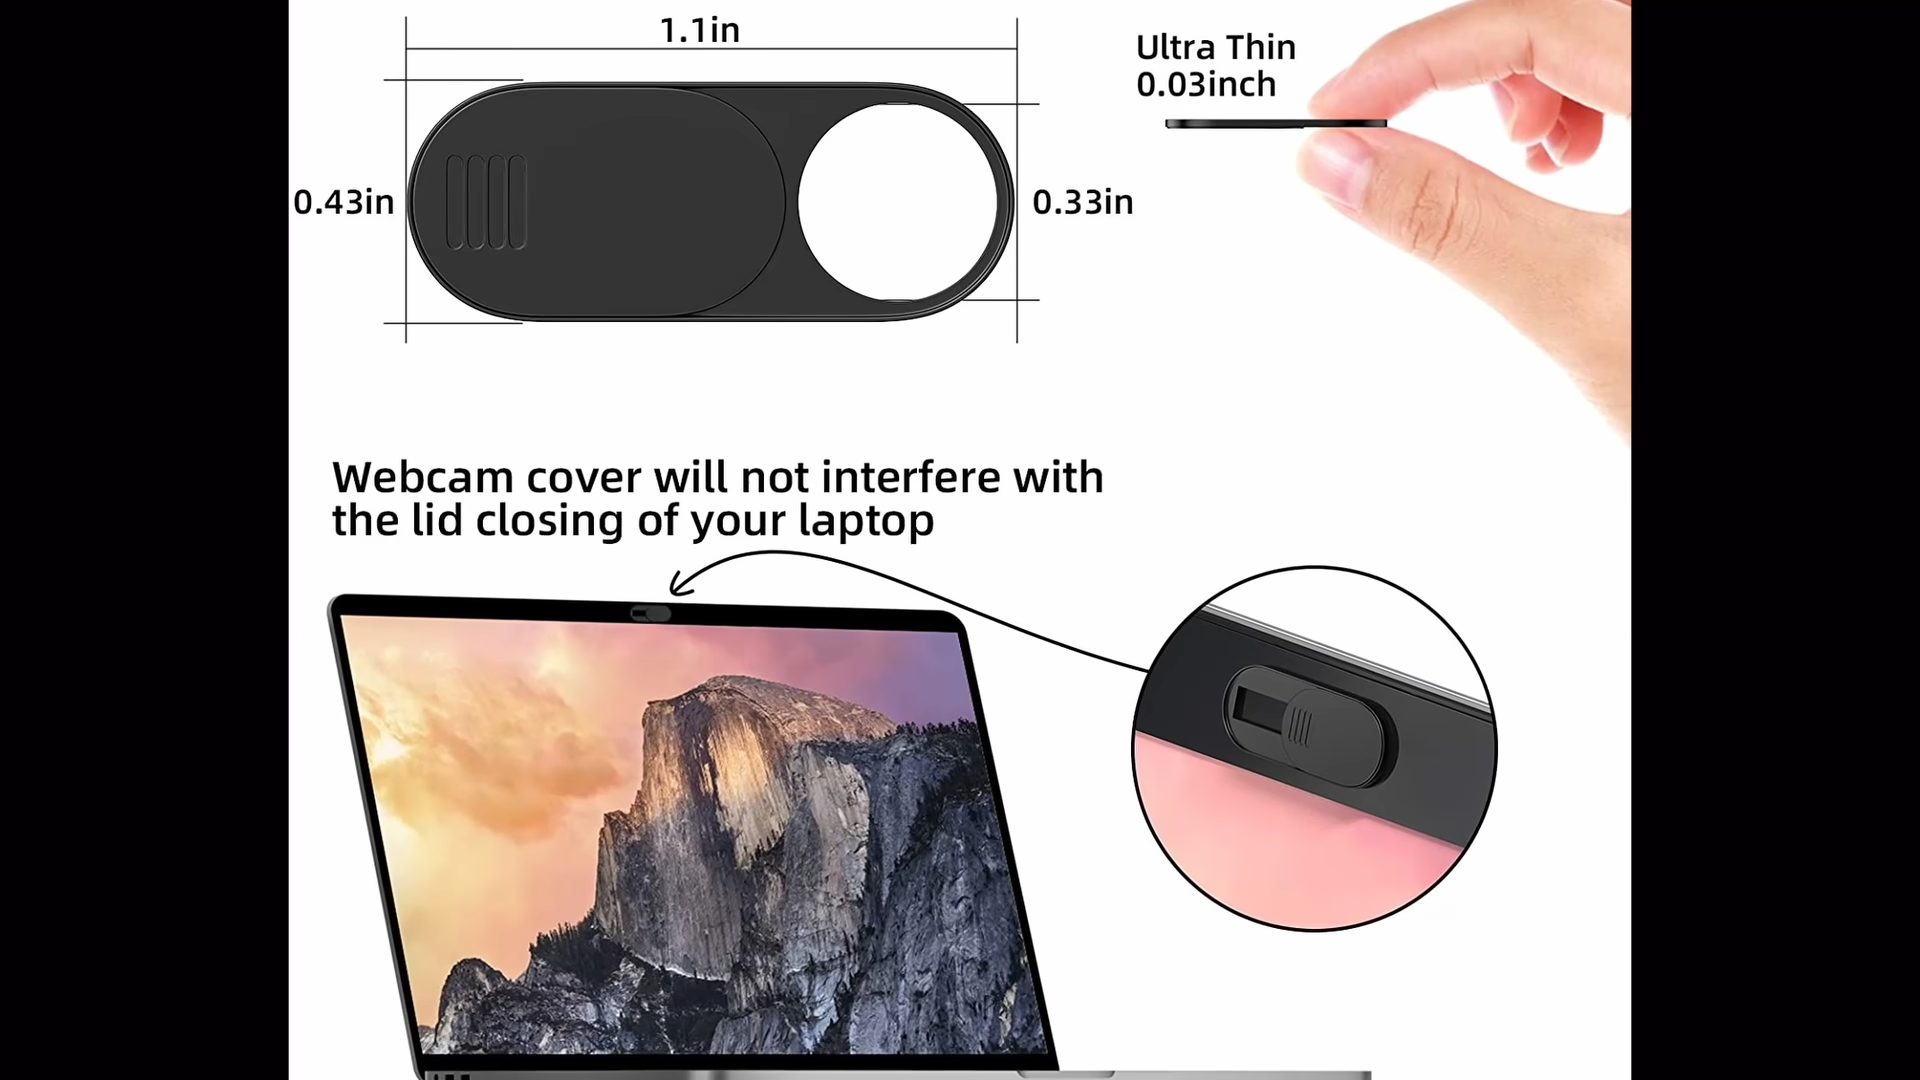 1.1in
Ultra Thin
0.03inch
0.43in
0.33in
Webcam cover will not interfere with
the lid closing of your laptop